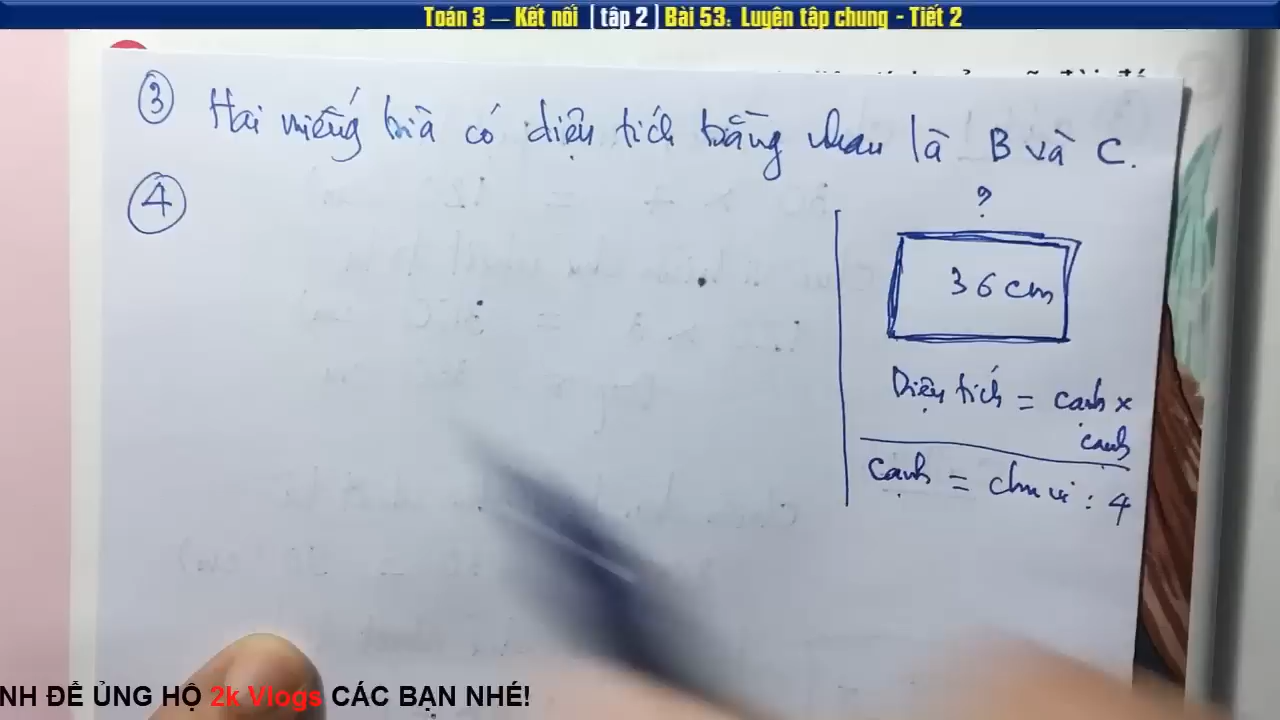 Toán 3 – Kết nối [ tập 2 ] Bài 53: Luyện tập chung - Tiết 2
③ Hai miếng bìa có diện tích bằng nhau là B và C.
④
?
36 cm
Diện tích = cạnh x
cạnh
Cạnh = chu vi : 4
NH ĐỂ ỦNG HỘ 2k Vlogs CÁC BẠN NHÉ!